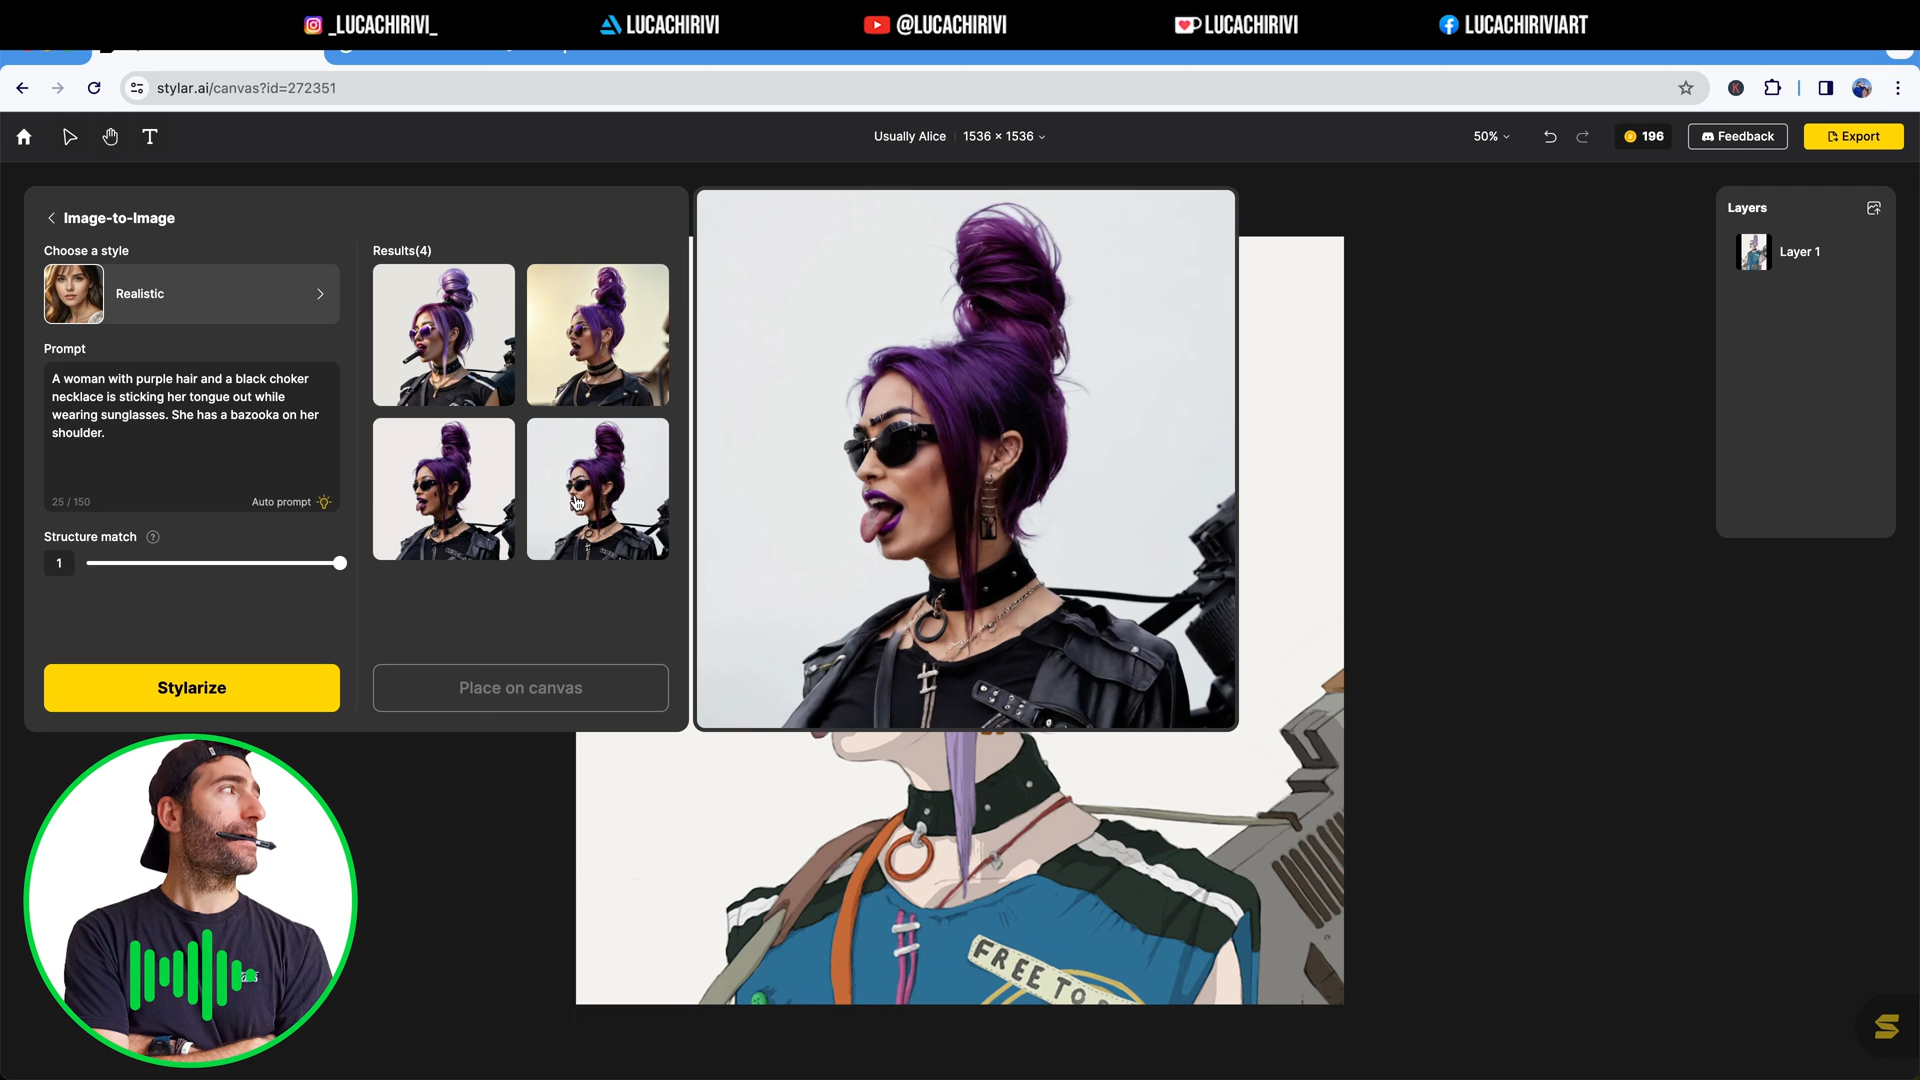 _LUCACHIRIVI_
LUCACHIRIVI
@LUCACHIRIVI
LUCACHIRIVI
LUCACHIRIVIART
stylar.ai/canvas?id=272351
K
T
Usually Alice
1536 × 1536
50%
196
Feedback
Export
Image-to-Image
Choose a style
Realistic
Prompt
A woman with purple hair and a black choker
necklace is sticking her tongue out while
wearing sunglasses. She has a bazooka on her
shoulder.
25 / 150
Auto prompt
Structure match
?
1
Stylarize
Results(4)
Place on canvas
Layers
Layer 1
FREE TO